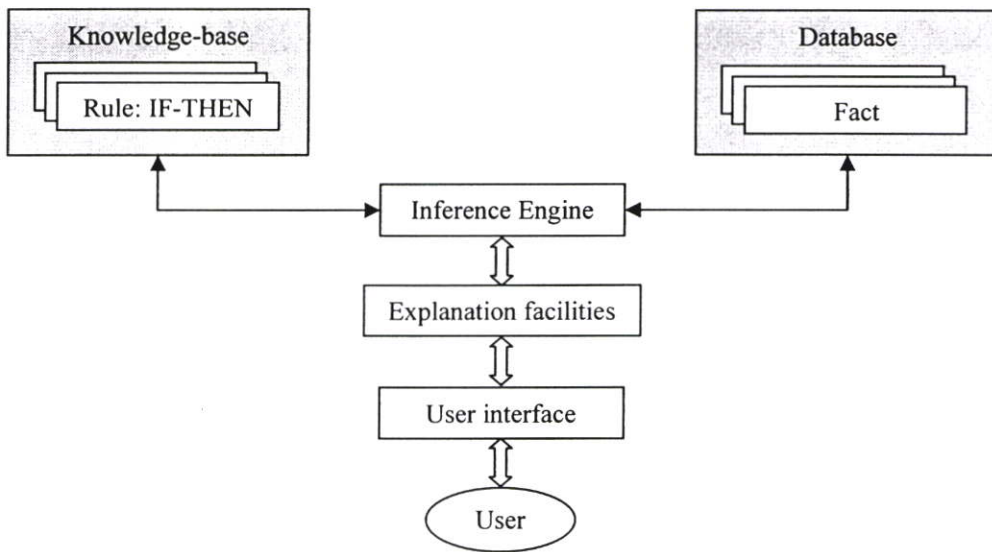 Knowledge-base
Rule: IF-THEN
Database
Fact
Inference Engine
Explanation facilities
User interface
User